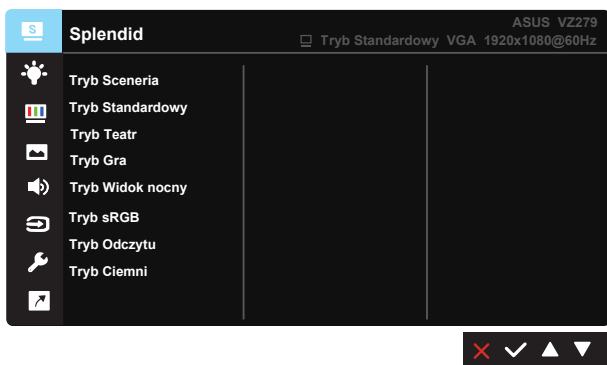 S
Splendid
ASUS VZ279
Tryb Standardowy VGA 1920x1080@60Hz
Tryb Sceneria
Tryb Standardowy
Tryb Teatr
Tryb Gra
Tryb Widok nocny
Tryb sRGB
Tryb Odczytu
Tryb Ciemni